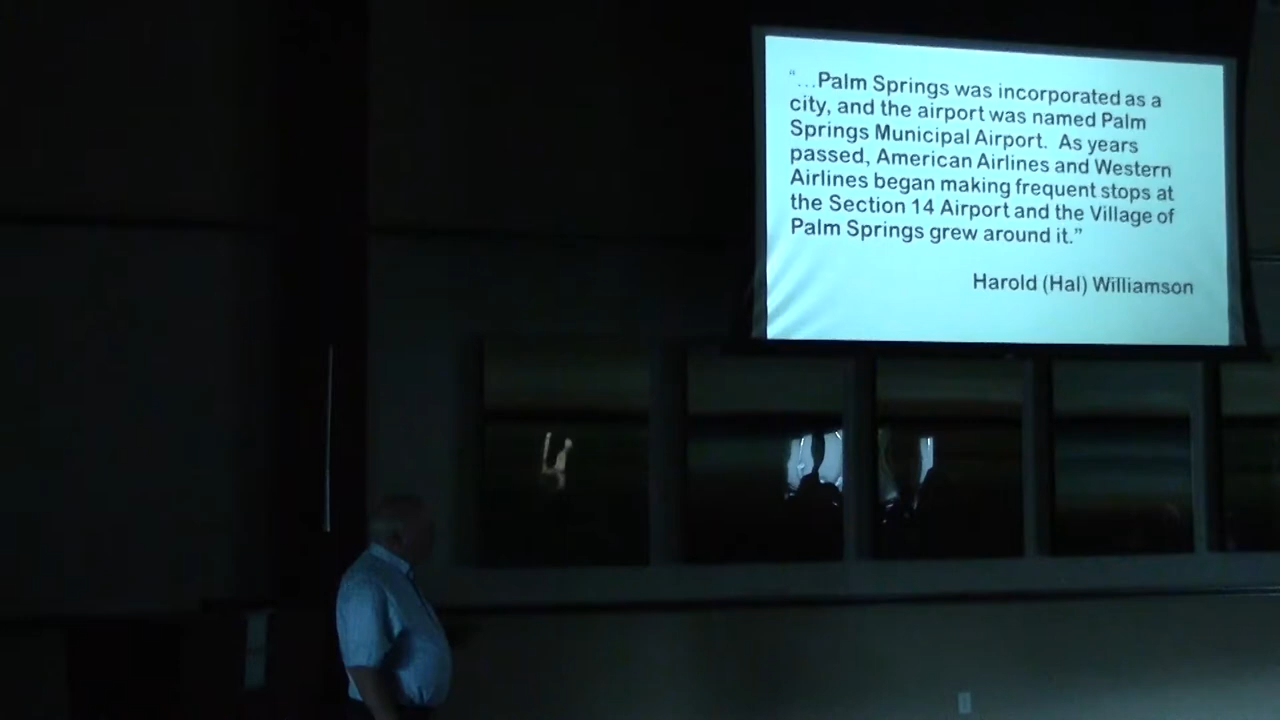 “…Palm Springs was incorporated as a
city, and the airport was named Palm
Springs Municipal Airport.  As years
passed, American Airlines and Western
Airlines began making frequent stops at
the Section 14 Airport and the Village of
Palm Springs grew around it.”
Harold (Hal) Williamson